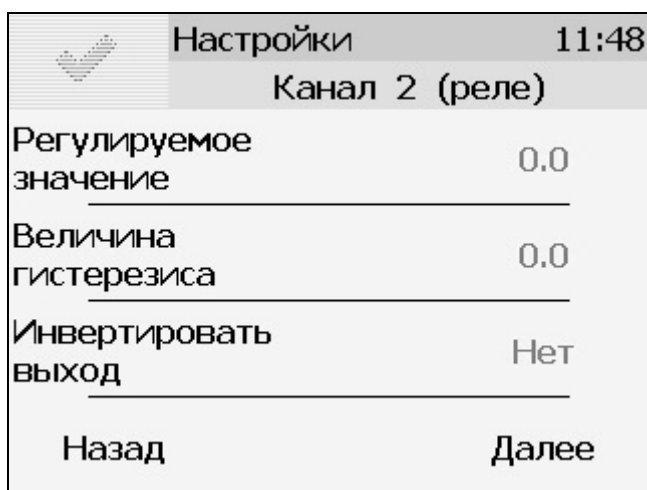 Настройки 11:48
Канал 2 (реле)
Регулируемое
значение
0.0
Величина
гистерезиса
0.0
Инвертировать
выход
Нет
Назад Далее